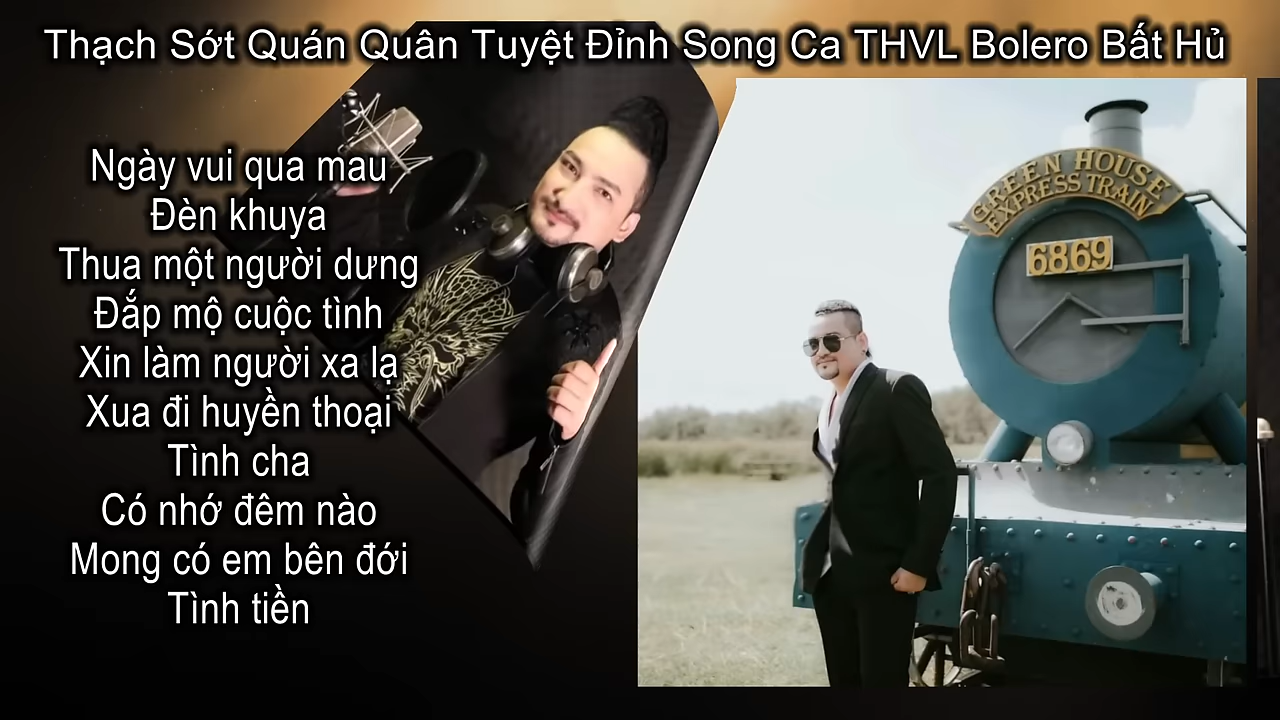 Thạch Sớt Quán Quân Tuyệt Đỉnh Song Ca THVL Bolero Bất Hủ
Ngày vui qua mau
Đèn khuya
Thua một người dưng
Đắp mộ cuộc tình
Xin làm người xa lạ
Xua đi huyền thoại
Tình cha
Có nhớ đêm nào
Mong có em bên đới
Tình tiền
GREEN HOUSE
EXPRESS TRAIN
6869